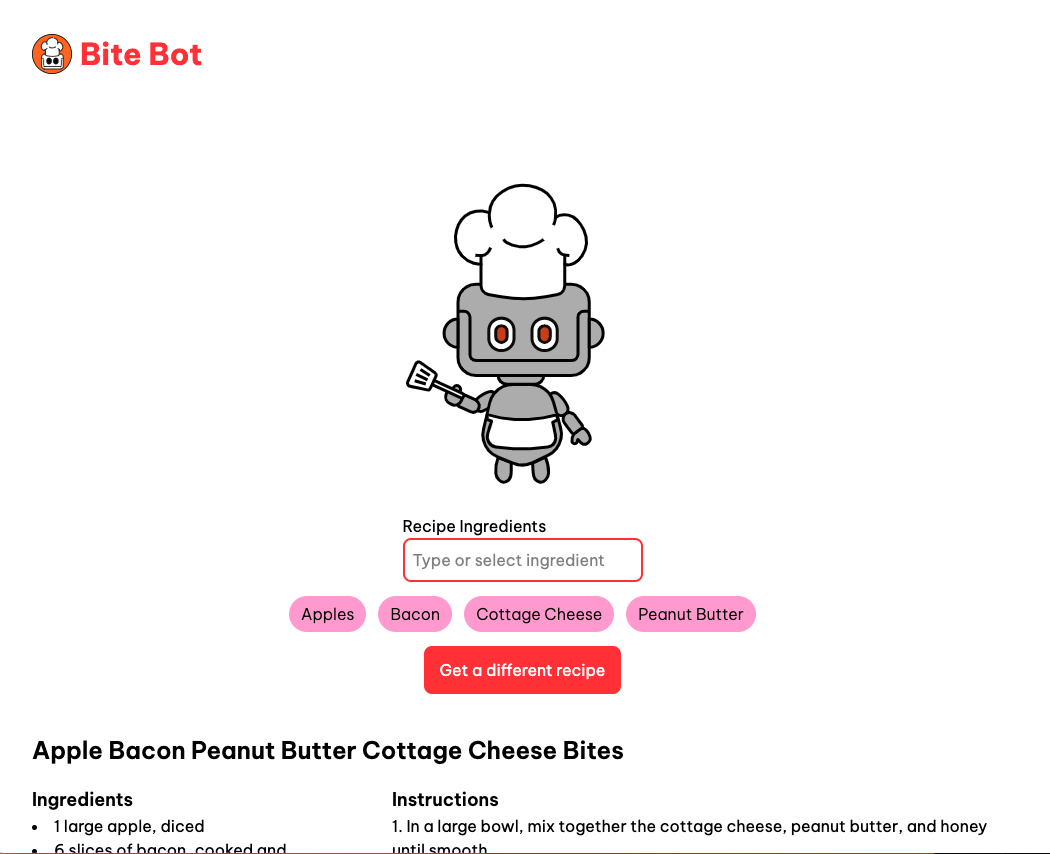 Bite Bot
Recipe Ingredients
Type or select ingredient
Apples
Bacon
Cottage Cheese
Peanut Butter
Get a different recipe
Apple Bacon Peanut Butter Cottage Cheese Bites
Ingredients
• 1 large apple, diced
• 6 slices of bacon, cooked and
Instructions
1. In a large bowl, mix together the cottage cheese, peanut butter, and honey
until smooth